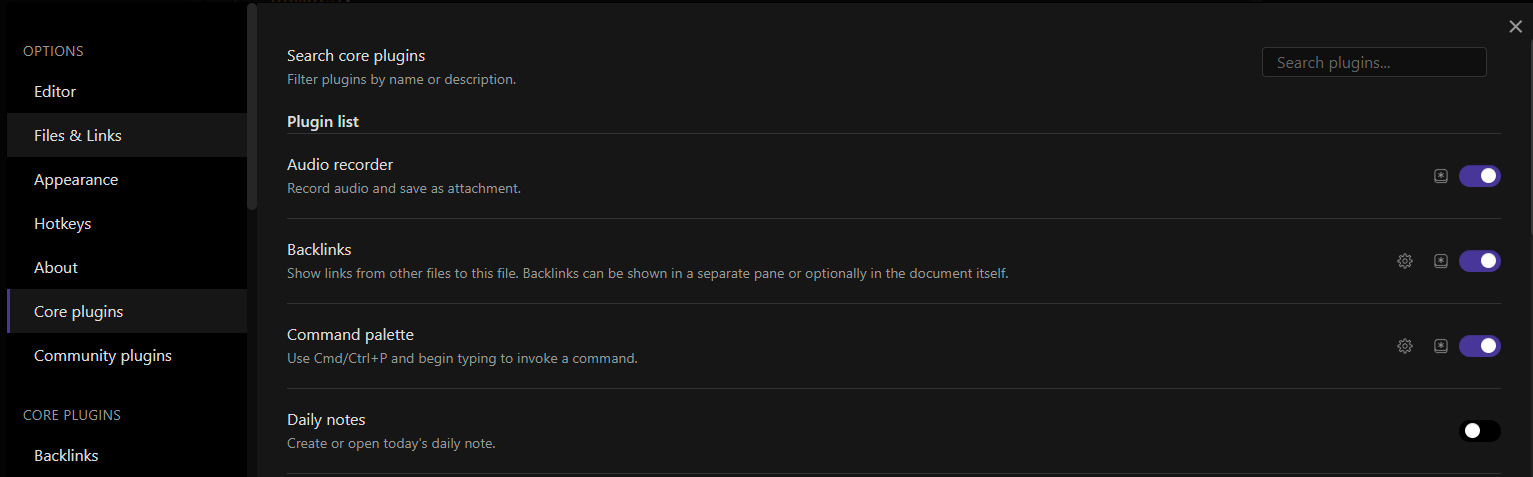 OPTIONS
Editor
Files & Links
Appearance
Hotkeys
About
Core plugins
Community plugins
CORE PLUGINS
Backlinks
Search core plugins
Filter plugins by name or description.
Search plugins...
Plugin list
Audio recorder
Record audio and save as attachment.
Backlinks
Show links from other files to this file. Backlinks can be shown in a separate pane or optionally in the document itself.
Command palette
Use Cmd/Ctrl+P and begin typing to invoke a command.
Daily notes
Create or open today's daily note.